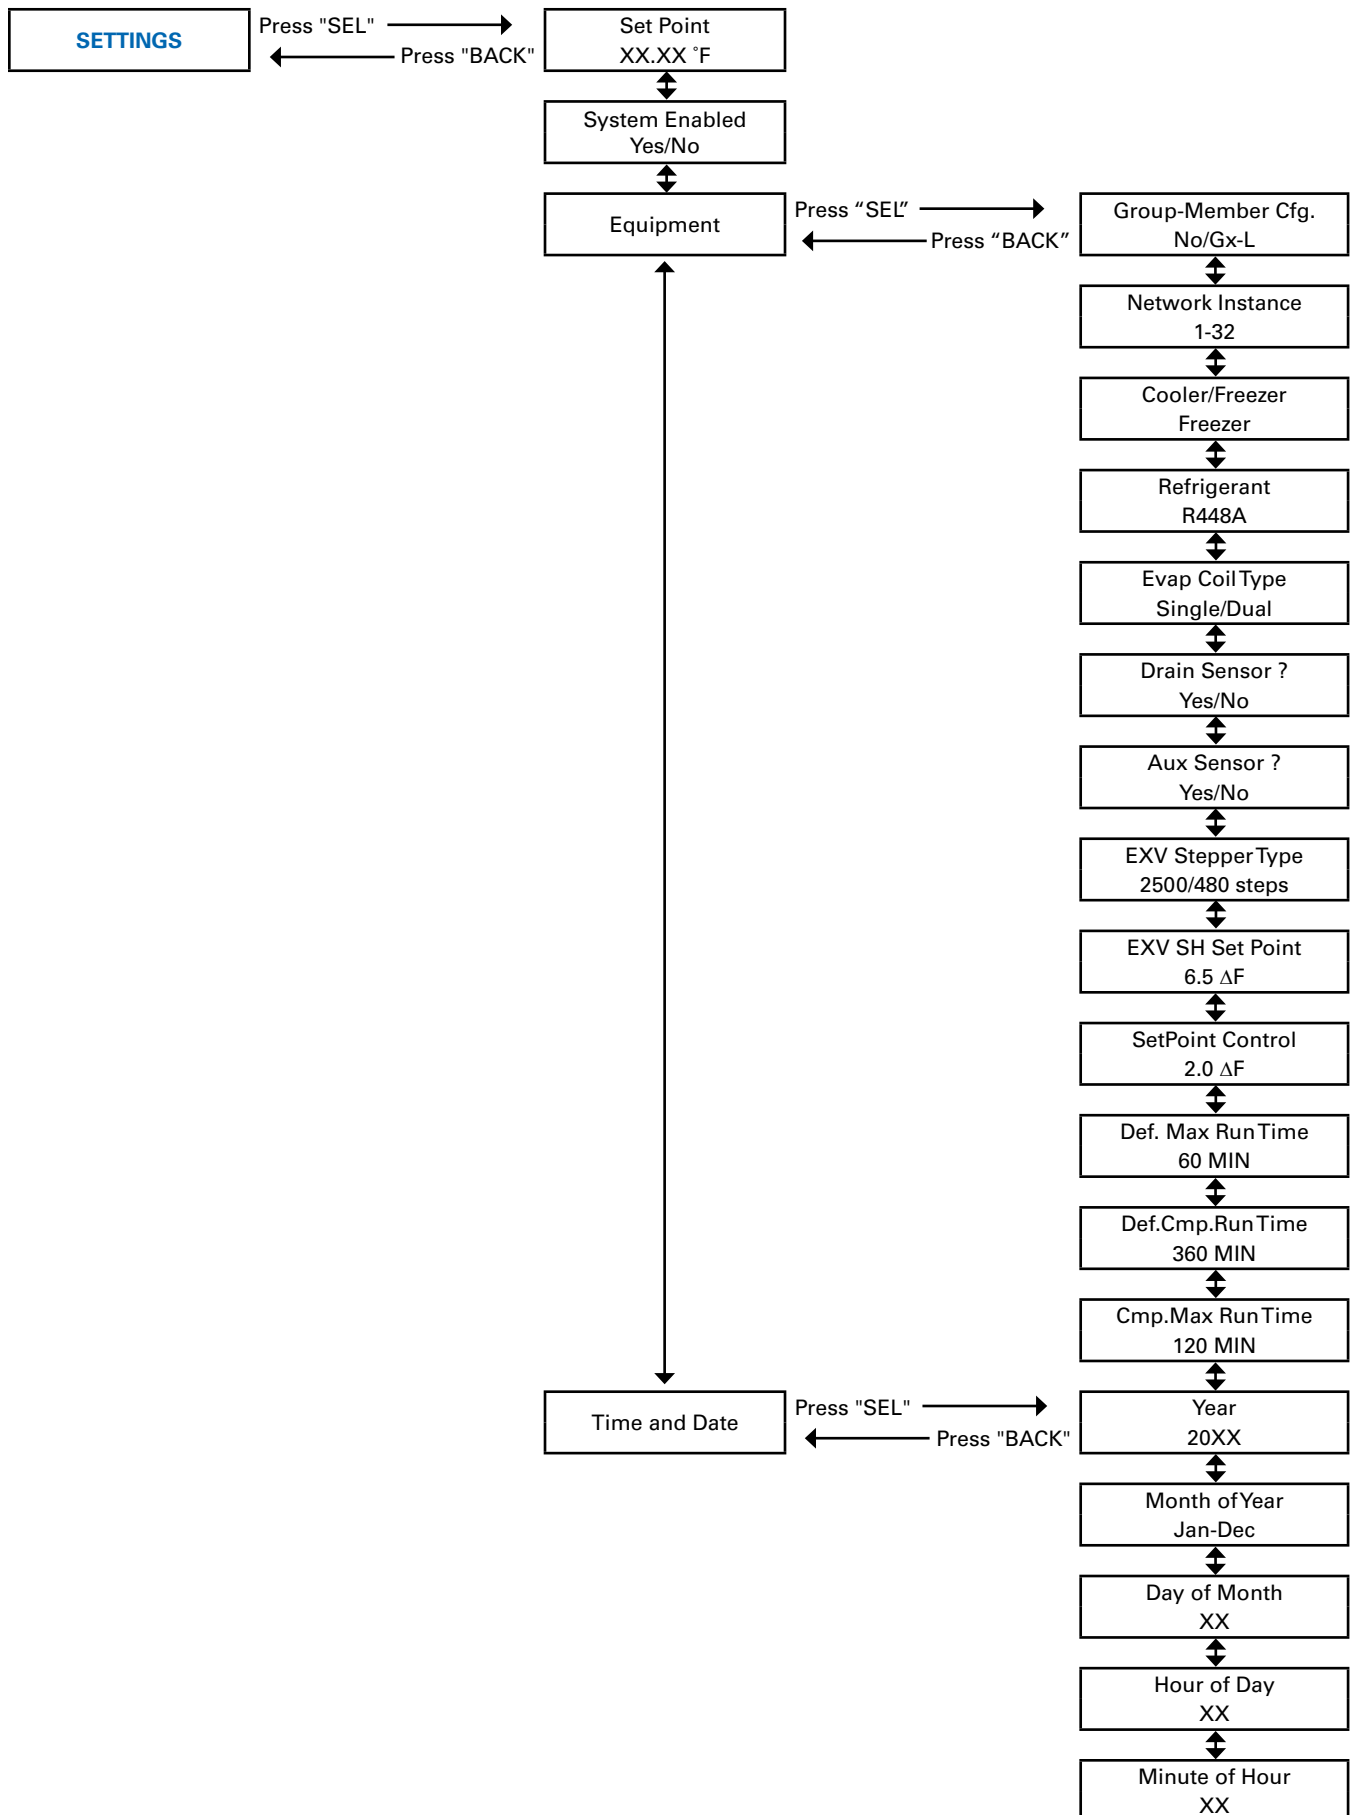 SETTINGS
Press "SEL"
Press "BACK"
Set Point
XX.XX °F
System Enabled
Yes/No
Equipment
Press “SEL”
Press “BACK”
Group-Member Cfg.
No/Gx-L
Network Instance
1-32
Cooler/Freezer
Freezer
Refrigerant
R448A
Evap Coil Type
Single/Dual
Drain Sensor ?
Yes/No
Aux Sensor ?
Yes/No
EXV Stepper Type
2500/480 steps
EXV SH Set Point
6.5 ∆F
SetPoint Control
2.0 ∆F
Def. Max Run Time
60 MIN
Def.Cmp.Run Time
360 MIN
Cmp.Max Run Time
120 MIN
Time and Date
Press "SEL"
Press "BACK"
Year
20XX
Month of Year
Jan-Dec
Day of Month
XX
Hour of Day
XX
Minute of Hour
XX